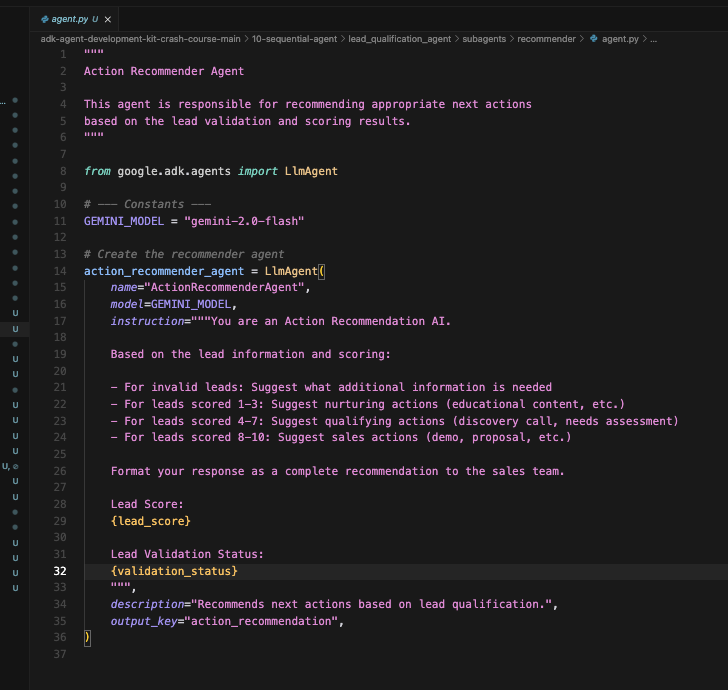 agent.py U ×
adk-agent-development-kit-crash-course-main > 10-sequential-agent > lead_qualification_agent > subagents > recommender > agent.py > ...
1 """
2 Action Recommender Agent
3
4 This agent is responsible for recommending appropriate next actions
5 based on the lead validation and scoring results.
6 """
7
8 from google.adk.agents import LlmAgent
9
10 # --- Constants ---
11 GEMINI_MODEL = "gemini-2.0-flash"
12
13 # Create the recommender agent
14 action_recommender_agent = LlmAgent(
15     name="ActionRecommenderAgent",
16     model=GEMINI_MODEL,
17     instruction="""You are an Action Recommendation AI.
18
19     Based on the lead information and scoring:
20
21     - For invalid leads: Suggest what additional information is needed
22     - For leads scored 1-3: Suggest nurturing actions (educational content, etc.)
23     - For leads scored 4-7: Suggest qualifying actions (discovery call, needs assessment)
24     - For leads scored 8-10: Suggest sales actions (demo, proposal, etc.)
25
26     Format your response as a complete recommendation to the sales team.
27
28     Lead Score:
29     {lead_score}
30
31     Lead Validation Status:
32     {validation_status}
33     """,
34     description="Recommends next actions based on lead qualification.",
35     output_key="action_recommendation",
36 )
37
...
U
U
U
U
U
U
U
U
U,
U
U
U
U
U
U